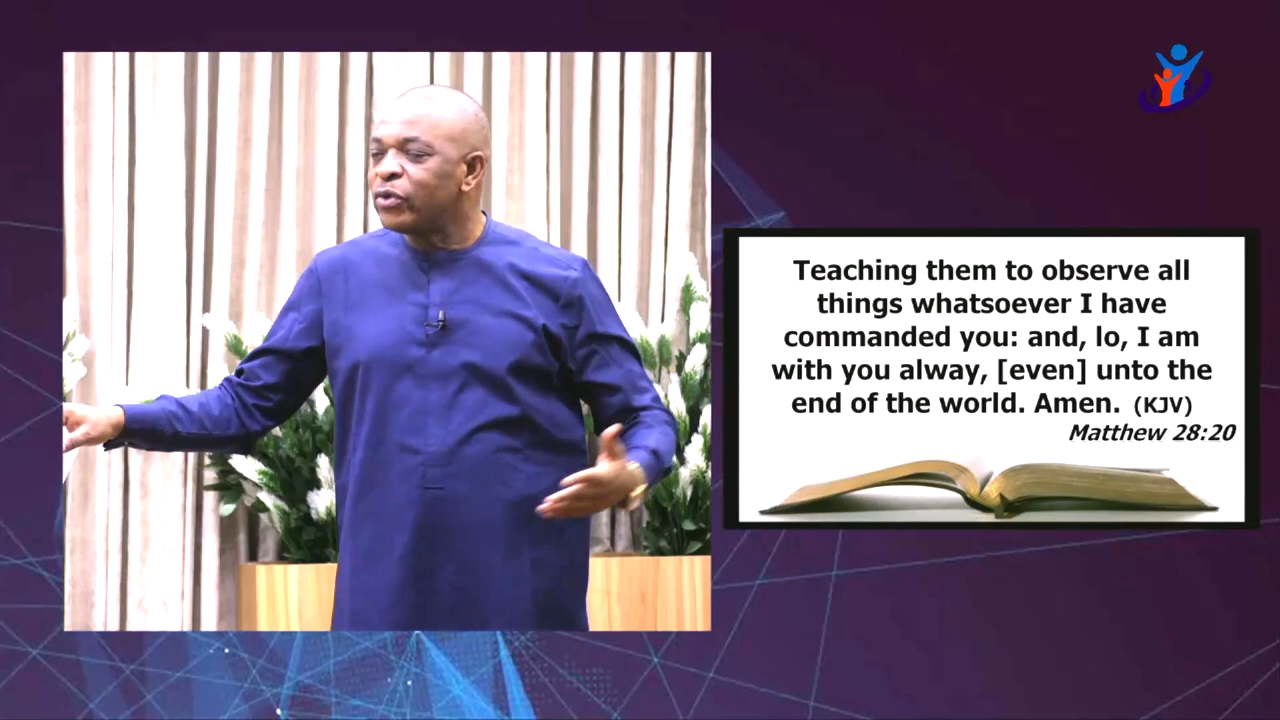 Teaching them to observe all
things whatsoever I have
commanded you: and, lo, I am
with you alway, [even] unto the
end of the world. Amen. (KJV)
Matthew 28:20